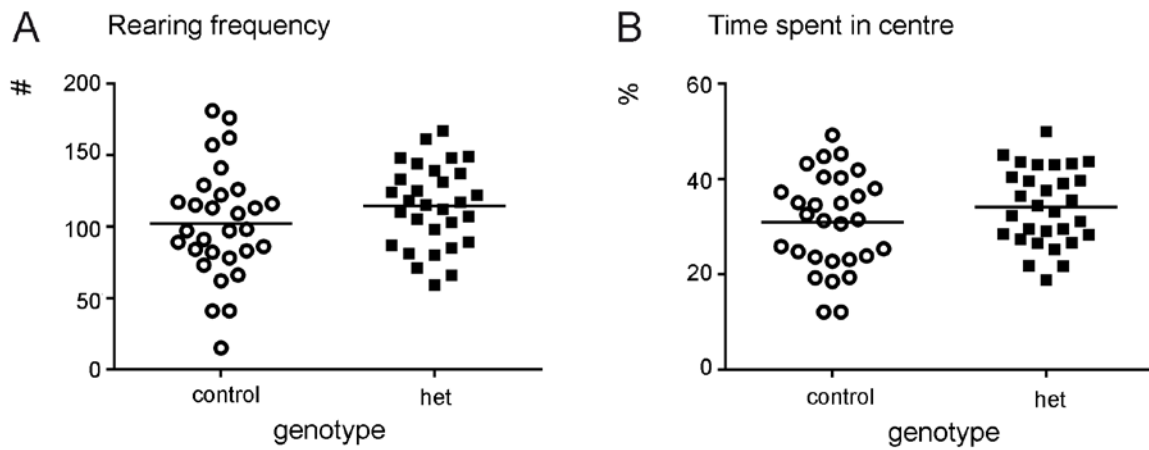 A Rearing frequency
#
200
150
100
50
0
control het
genotype
B Time spent in centre
%
60
40
20
0
control het
genotype